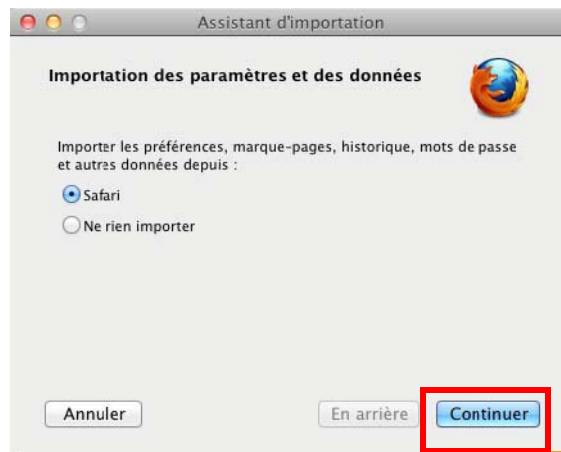 Assistant d'importation
Importation des paramètres et des données
Importer les préférences, marque-pages, historique, mots de passe
et autres données depuis :
Safari
Ne rien importer
Annuler
En arrière
Continuer